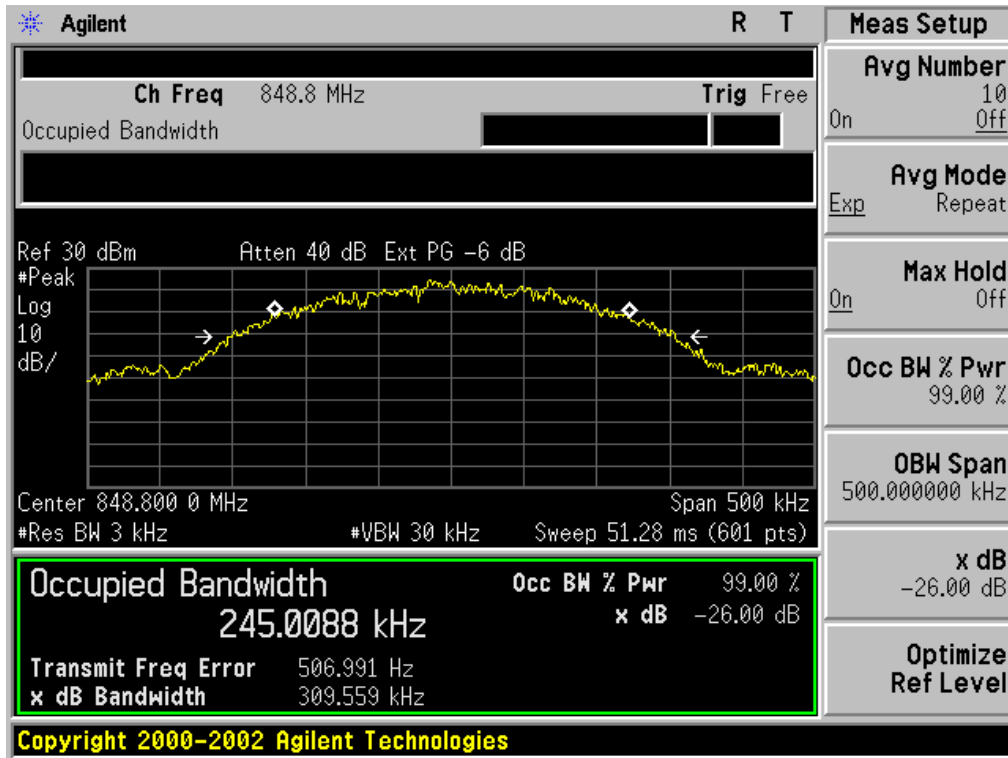 Agilent R T
Ch Freq 848.8 MHz Trig Free
Occupied Bandwidth
Ref 30 dBm Atten 40 dB Ext PG -6 dB
#Peak
Log
10
dB/
Center 848.800 0 MHz Span 500 kHz
#Res BW 3 kHz #VBW 30 kHz Sweep 51.28 ms (601 pts)
Occupied Bandwidth Occ BW % Pwr 99.00 %
245.0088 kHz x dB -26.00 dB
Transmit Freq Error 506.991 Hz
x dB Bandwidth 309.559 kHz
Copyright 2000-2002 Agilent Technologies
Meas Setup
Avg Number
10
On Off
Avg Mode
Exp Repeat
Max Hold
On Off
Occ BW % Pwr
99.00 %
OBW Span
500.000000 kHz
x dB
-26.00 dB
Optimize
Ref Level